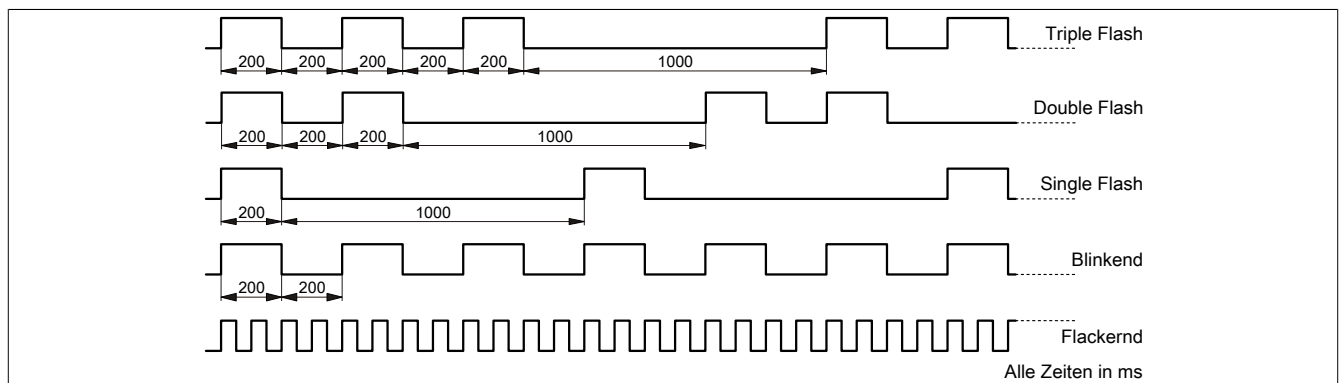 Triple Flash
200 200 200 200 200 1000
Double Flash
200 200 200 1000
Single Flash
200 1000
Blinkend
200 200
Flackernd
Alle Zeiten in ms